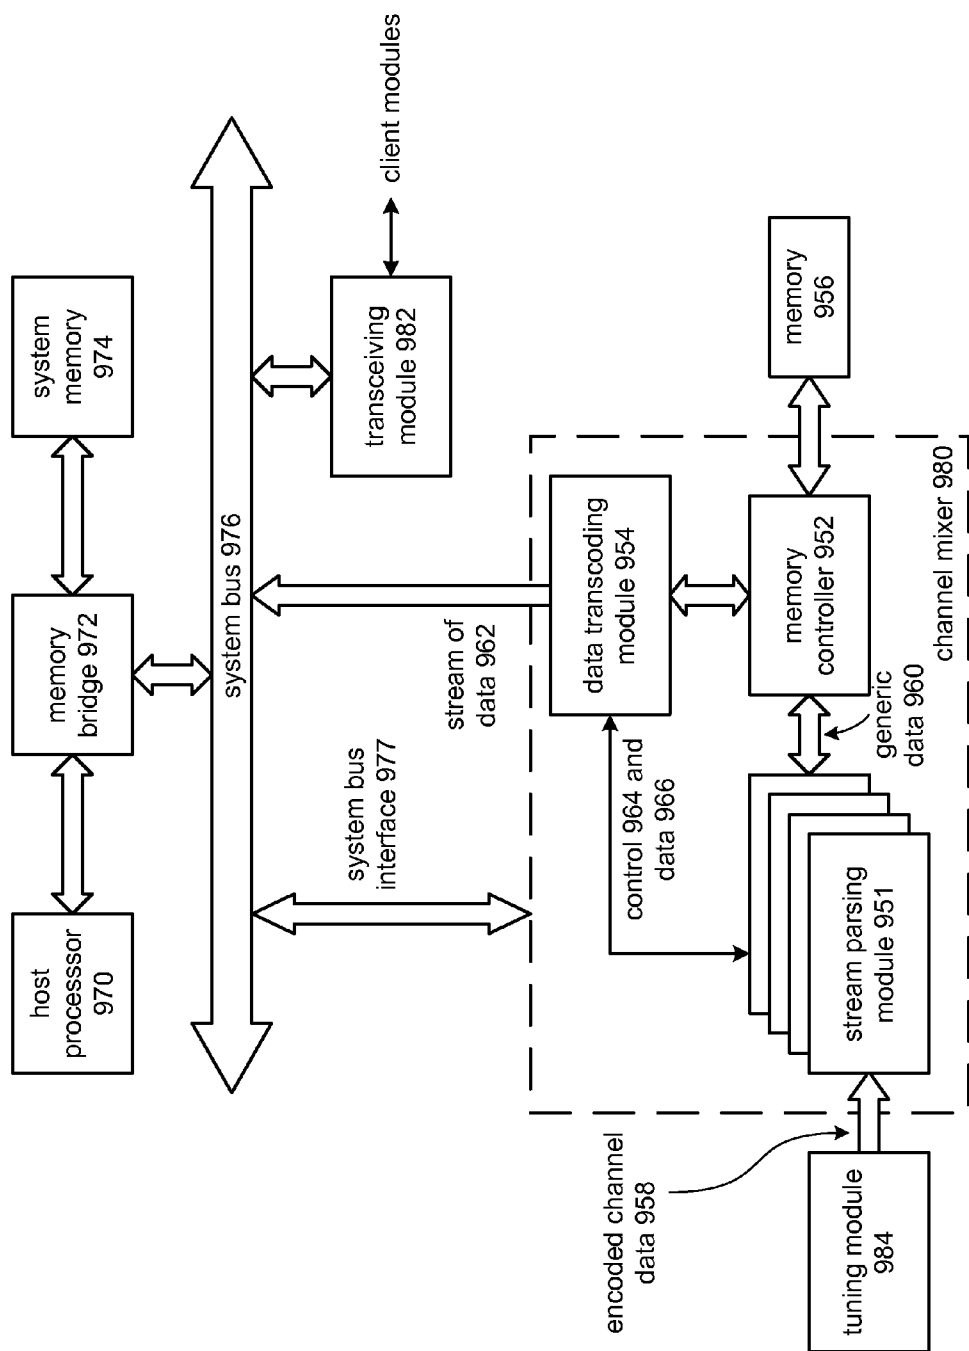 host
processsor
970
memory
bridge 972
system
memory
974
system bus 976
system bus
interface 977
stream of
data 962
transceiving
module 982
client modules
control 964 and
data 966
data transcoding
module 954
encoded channel
data 958
tuning module
984
stream parsing
module 951
generic
data 960
memory
controller 952
memory
956
channel mixer 980